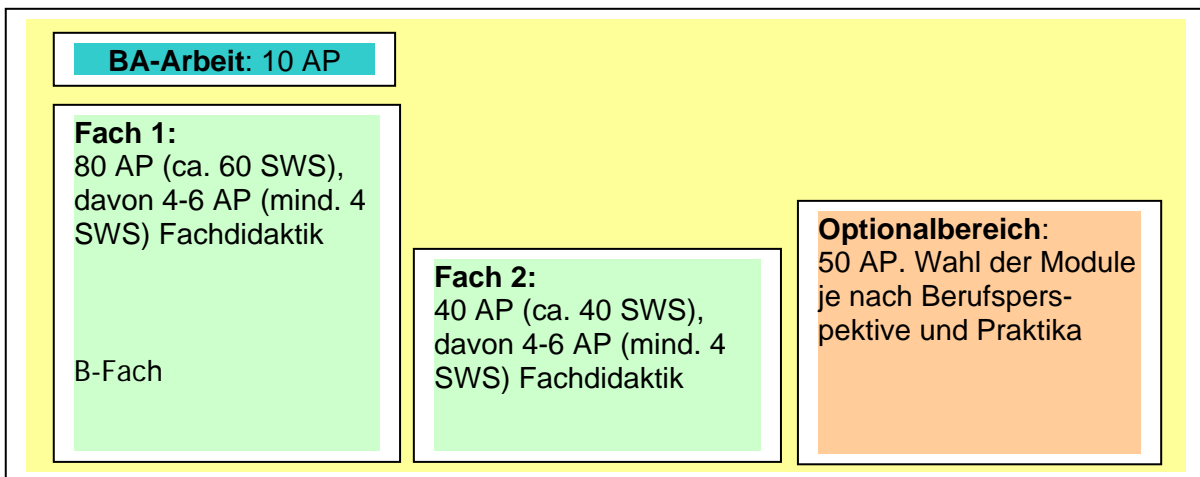 BA-Arbeit: 10 AP
Fach 1:
80 AP (ca. 60 SWS),
davon 4-6 AP (mind. 4
SWS) Fachdidaktik
B-Fach
Fach 2:
40 AP (ca. 40 SWS),
davon 4-6 AP (mind. 4
SWS) Fachdidaktik
Optionalbereich:
50 AP. Wahl der Module
je nach Berufspers-
pektive und Praktika